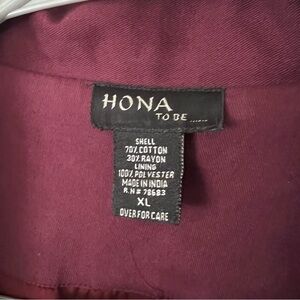 HONA
TO BE .....
SHELL
70% COTTON
30% RAYON
LINING
100% POLYESTER
MADE IN INDIA
R.N# 78683
XL
OVER FOR CARE